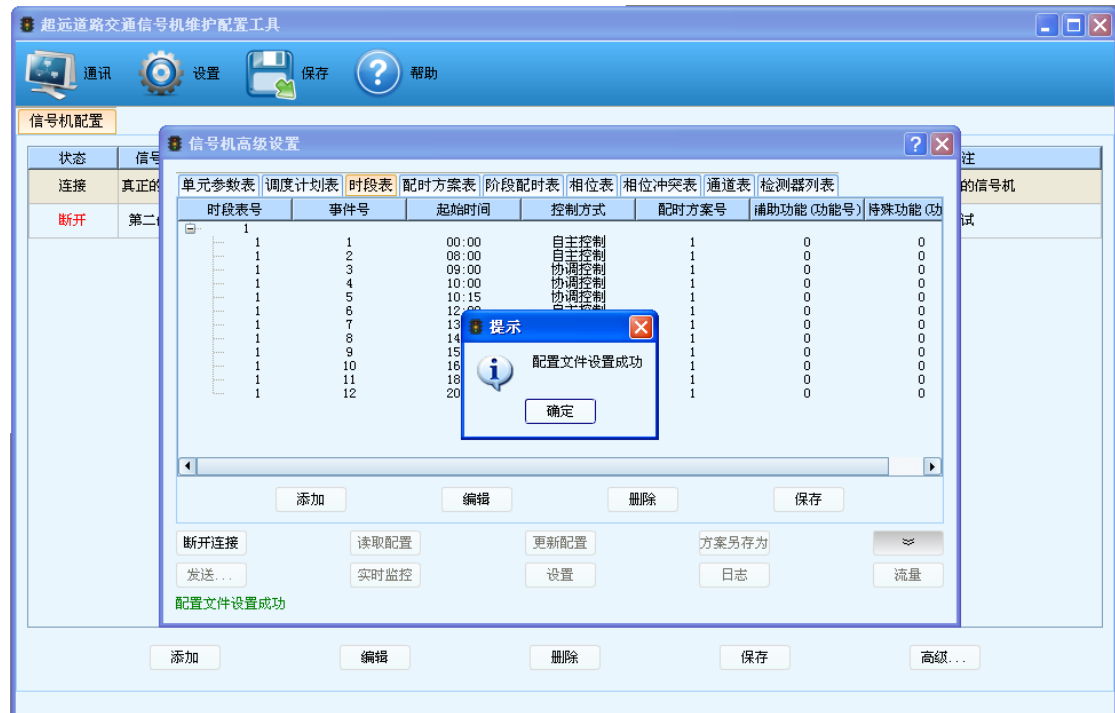 超远道路交通信号机维护配置工具
通讯 设置 保存 帮助
信号机配置
信号机高级设置
状态 信号 注
连接 真正的 的信号机
断开 第二 试
单元参数表 调度计划表 时段表 配时方案表 阶段配时表 相位表 相位冲突表 通道表 检测器列表
时段表号 事件号 起始时间 控制方式 配时方案号 辅助功能(功能号) 特殊功能(功
1
1 1 00:00 自主控制 1 0 0
1 2 08:00 自主控制 1 0 0
1 3 09:00 协调控制 1 0 0
1 4 10:00 协调控制 1 0 0
1 5 10:15 协调控制 1 0 0
1 6 12:00 自主控制 1 0 0
1 7 13 1 0 0
1 8 14 1 0 0
1 9 15 1 0 0
1 10 16 1 0 0
1 11 18 1 0 0
1 12 20 1 0 0
提示
配置文件设置成功
确定
添加 编辑 删除 保存
断开连接 读取配置 更新配置 方案另存为
发送... 实时监控 设置 日志 流量
配置文件设置成功
添加 编辑 删除 保存 高级...